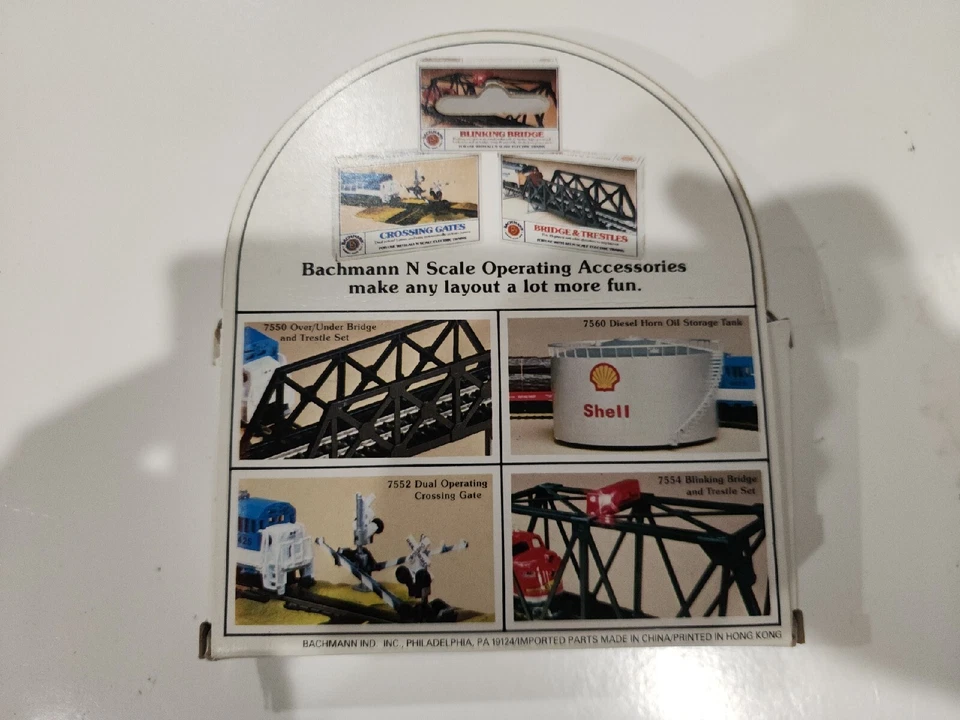 BLINKING BRIDGE
CROSSING GATES
BRIDGE & TRESTLES
Bachmann N Scale Operating Accessories
make any layout a lot more fun.
7550 Over/Under Bridge
and Trestle Set
7560 Diesel Horn Oil Storage Tank
Shell
7552 Dual Operating
Crossing Gate
7554 Blinking Bridge
and Trestle Set
BACHMANN IND INC., PHILADELPHIA, PA 19124/IMPORTED PARTS MADE IN CHINA/PRINTED IN HONG KONG